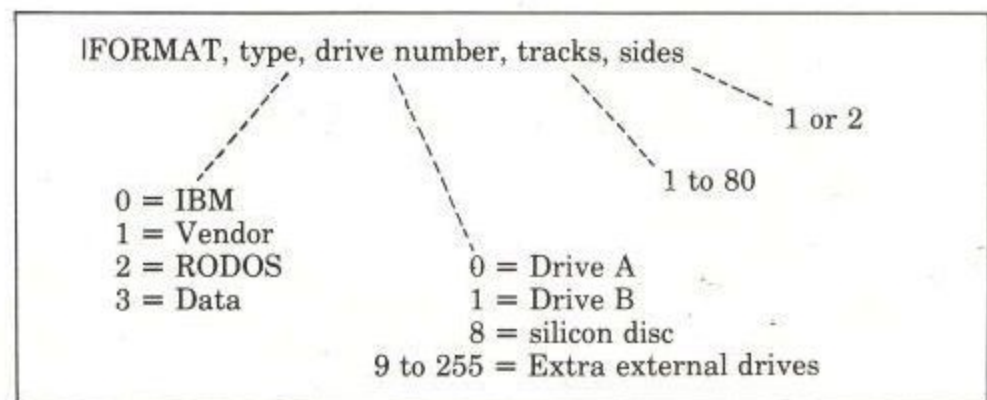 |FORMAT, type, drive number, tracks, sides
1 or 2
1 to 80
0 = IBM
1 = Vendor
2 = RODOS
3 = Data
0 = Drive A
1 = Drive B
8 = silicon disc
9 to 255 = Extra external drives